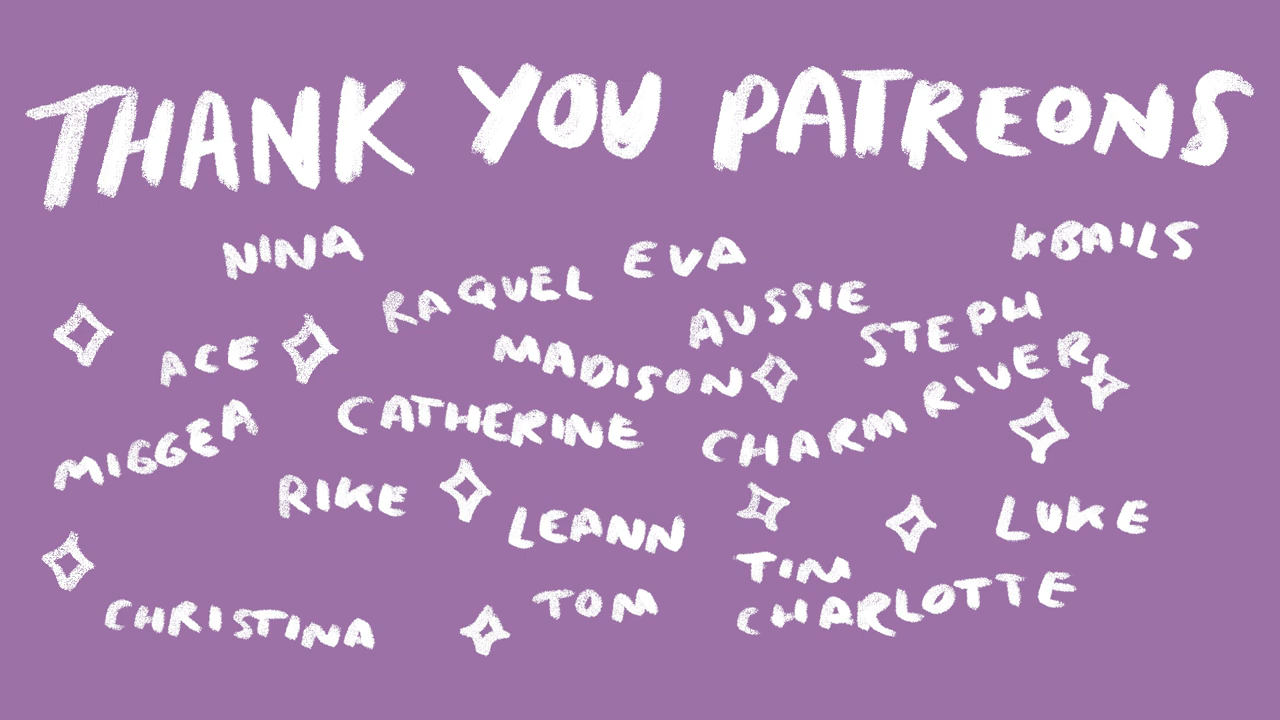 THANK YOU PATREONS
NINA
EVA
KBAILS
RAQUEL
AUSSIE
STEPH
ACE
MADISON
RIVER
MIGGEA
CATHERINE
CHARM
RIKE
LEANN
LUKE
TIM
CHRISTINA
TOM
CHARLOTTE